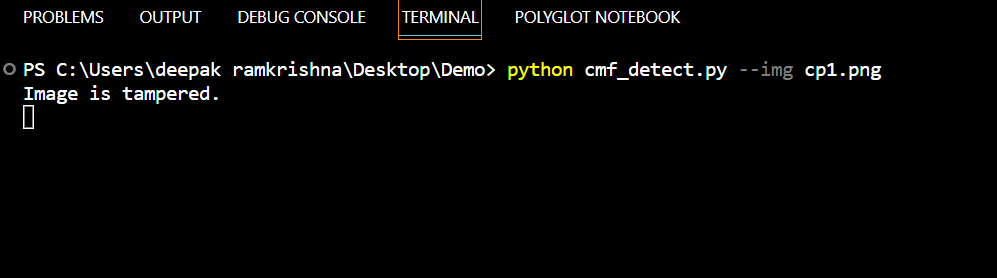 PROBLEMS OUTPUT DEBUG CONSOLE TERMINAL POLYGLOT NOTEBOOK
PS C:\Users\deepak ramkrishna\Desktop\Demo> python cmf_detect.py --img cp1.png
Image is tampered.